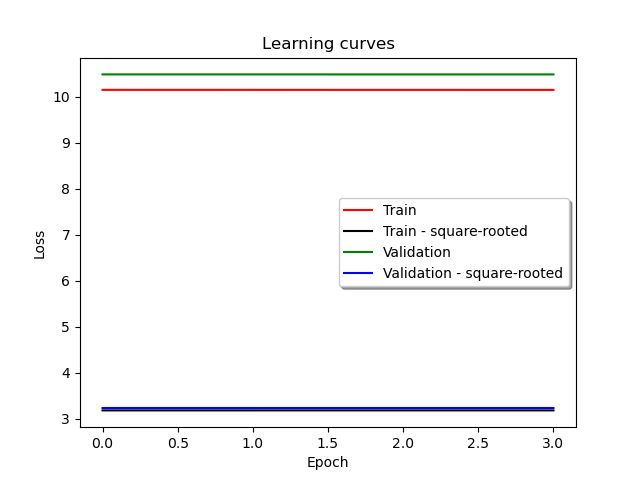 Learning curves
Loss
10
9
8
7
6
5
4
3
Train
Train - square-rooted
Validation
Validation - square-rooted
0.0 0.5 1.0 1.5 2.0 2.5 3.0
Epoch